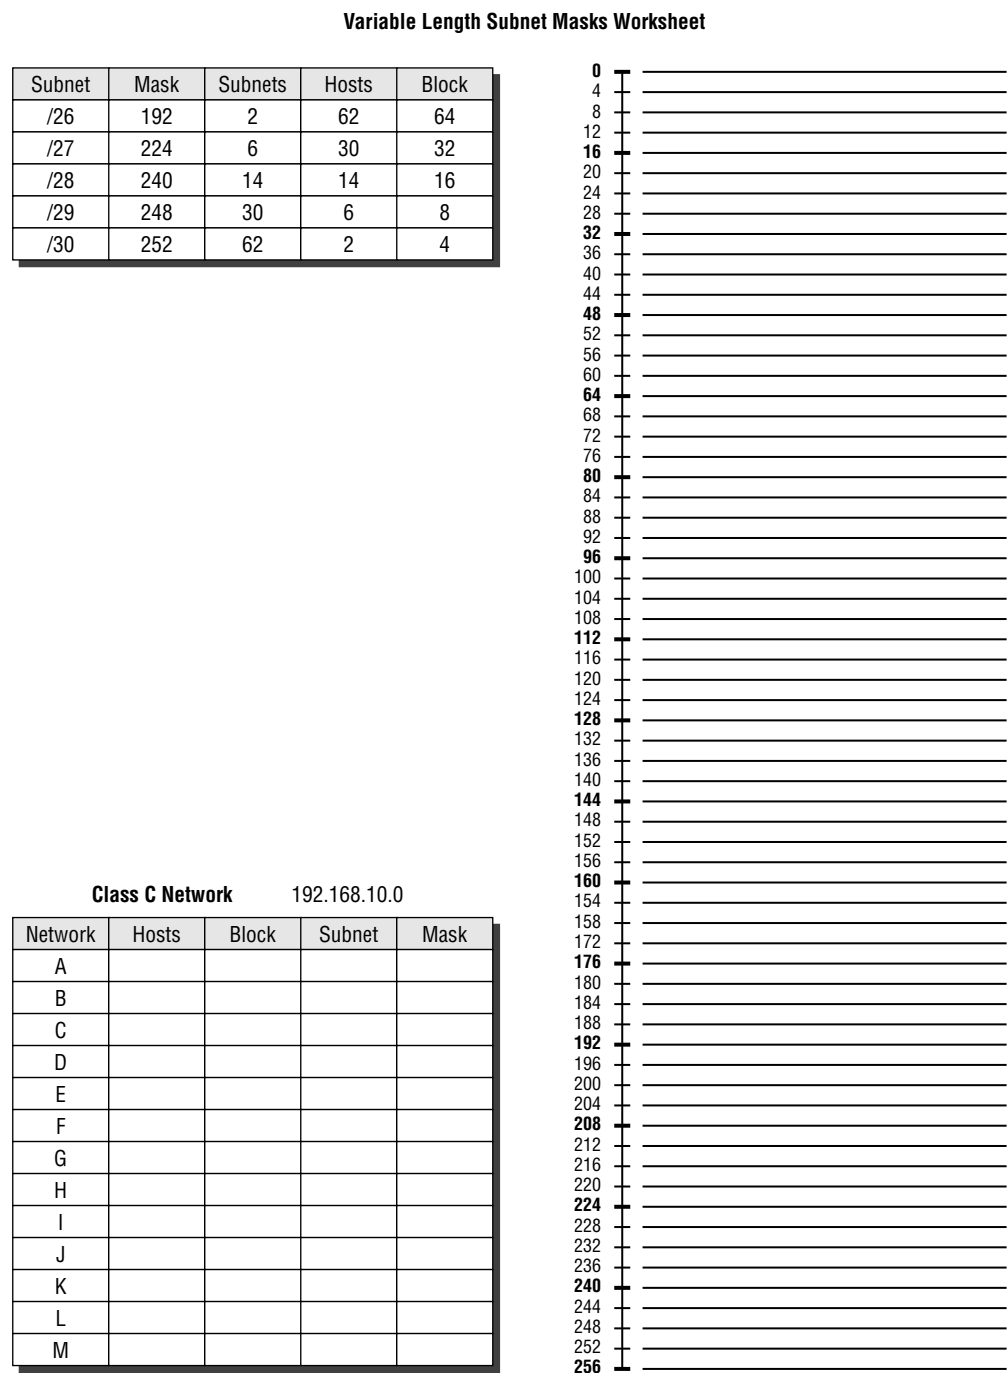 Variable Length Subnet Masks Worksheet
Subnet Mask Subnets Hosts Block
/26 192 2 62 64
/27 224 6 30 32
/28 240 14 14 16
/29 248 30 6 8
/30 252 62 2 4
Class C Network 192.168.10.0
Network Hosts Block Subnet Mask
A
B
C
D
E
F
G
H
I
J
K
L
M
0
4
8
12
16
20
24
28
32
36
40
44
48
52
56
60
64
68
72
76
80
84
88
92
96
100
104
108
112
116
120
124
128
132
136
140
144
148
152
156
160
154
158
172
176
180
184
188
192
196
200
204
208
212
216
220
224
228
232
236
240
244
248
252
256